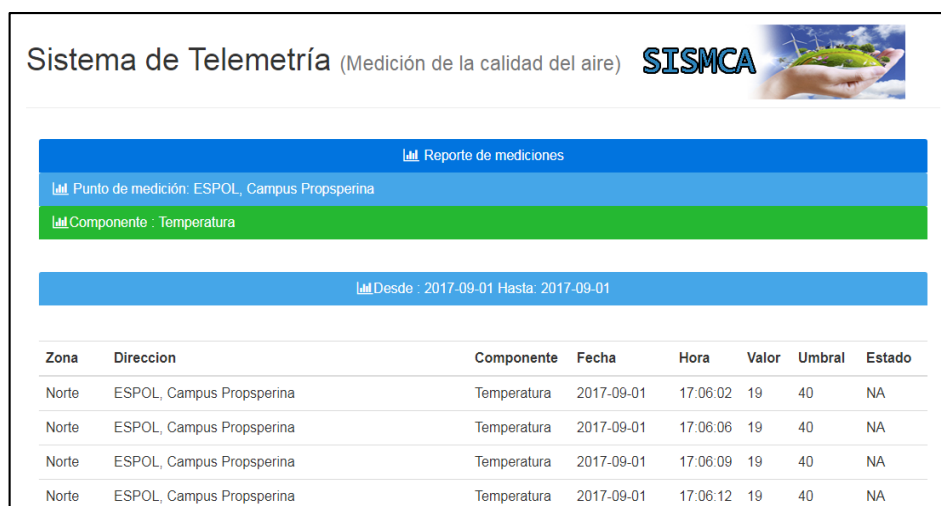 Sistema de Telemetría (Medición de la calidad del aire) SISMCA
Reporte de mediciones
Punto de medición: ESPOL, Campus Propsperina
Componente : Temperatura
Desde : 2017-09-01 Hasta: 2017-09-01
Zona Direccion Componente Fecha Hora Valor Umbral Estado
Norte ESPOL, Campus Propsperina Temperatura 2017-09-01 17:06:02 19 40 NA
Norte ESPOL, Campus Propsperina Temperatura 2017-09-01 17:06:06 19 40 NA
Norte ESPOL, Campus Propsperina Temperatura 2017-09-01 17:06:09 19 40 NA
Norte ESPOL, Campus Propsperina Temperatura 2017-09-01 17:06:12 19 40 NA